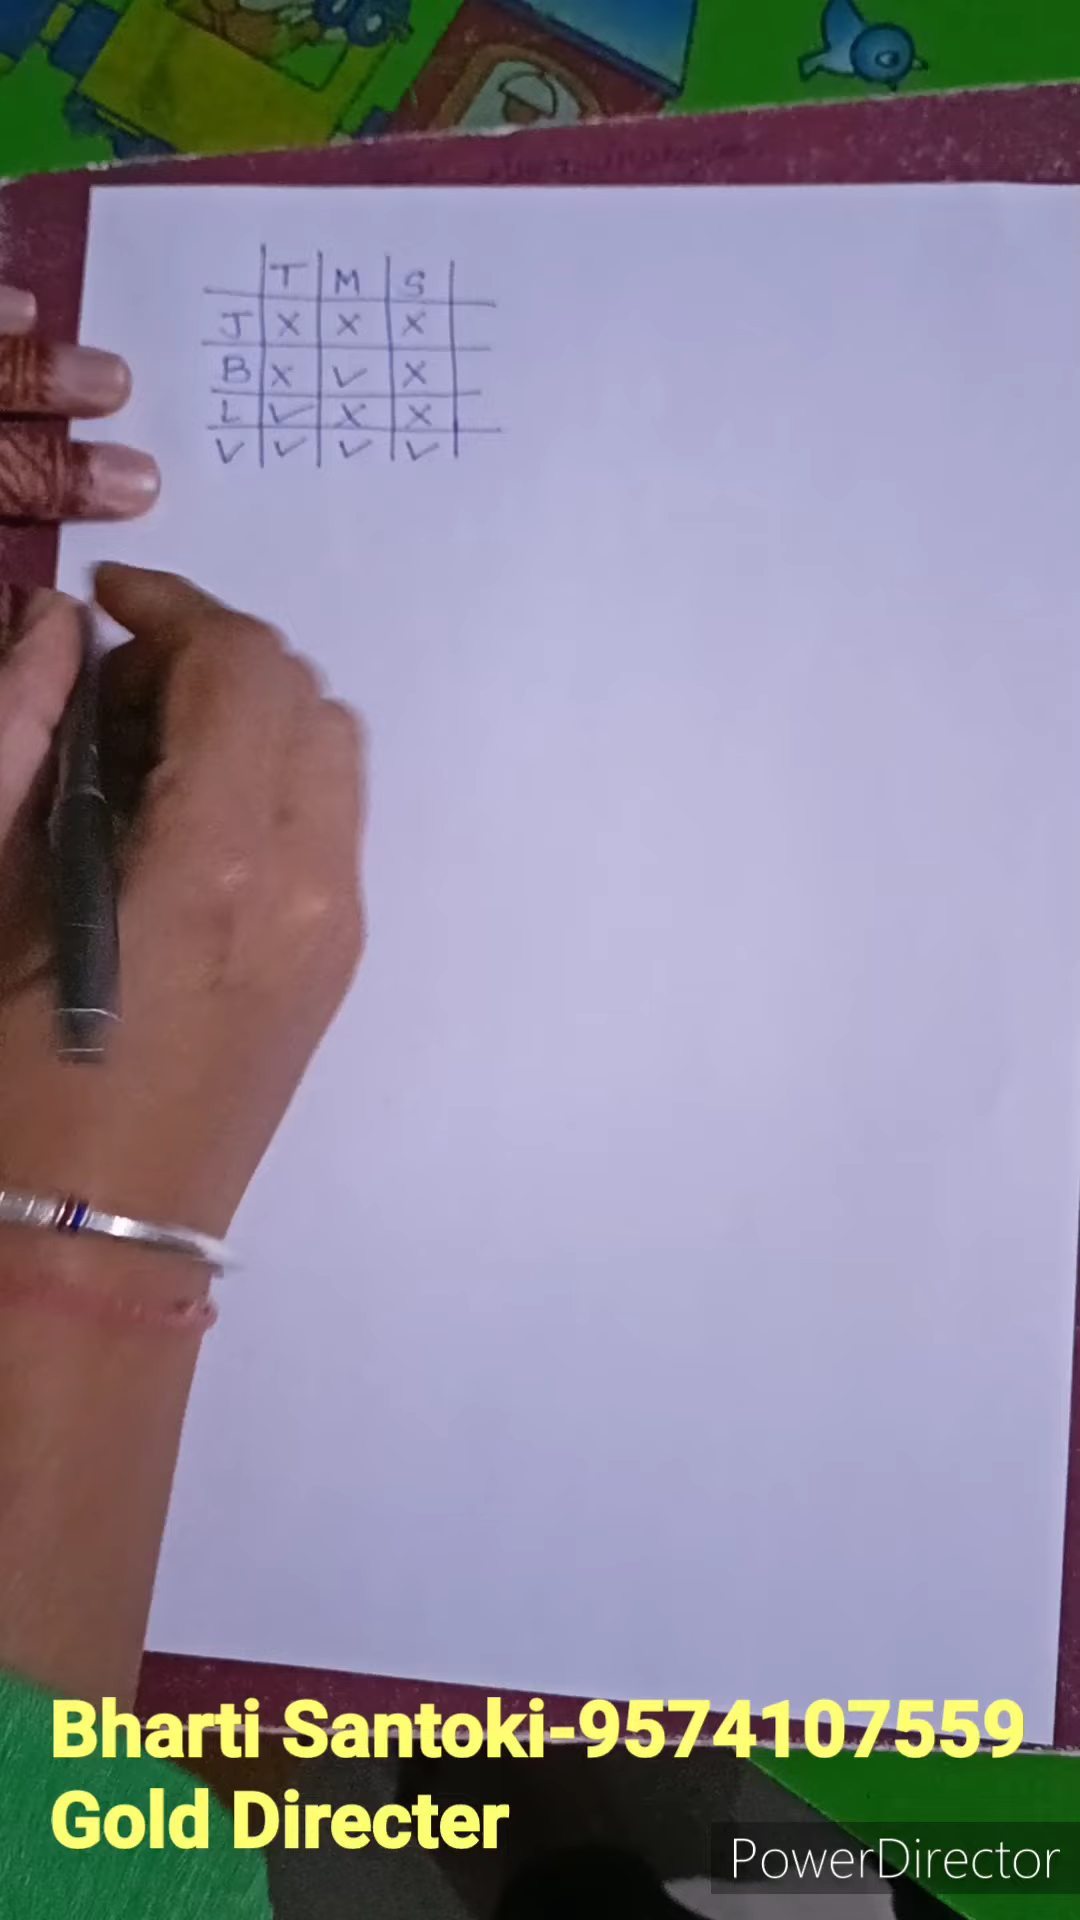 T M S
J X X X
B X ✓ X
L ✓ X X
V ✓ ✓ ✓
Bharti Santoki-9574107559
Gold Directer
PowerDirector